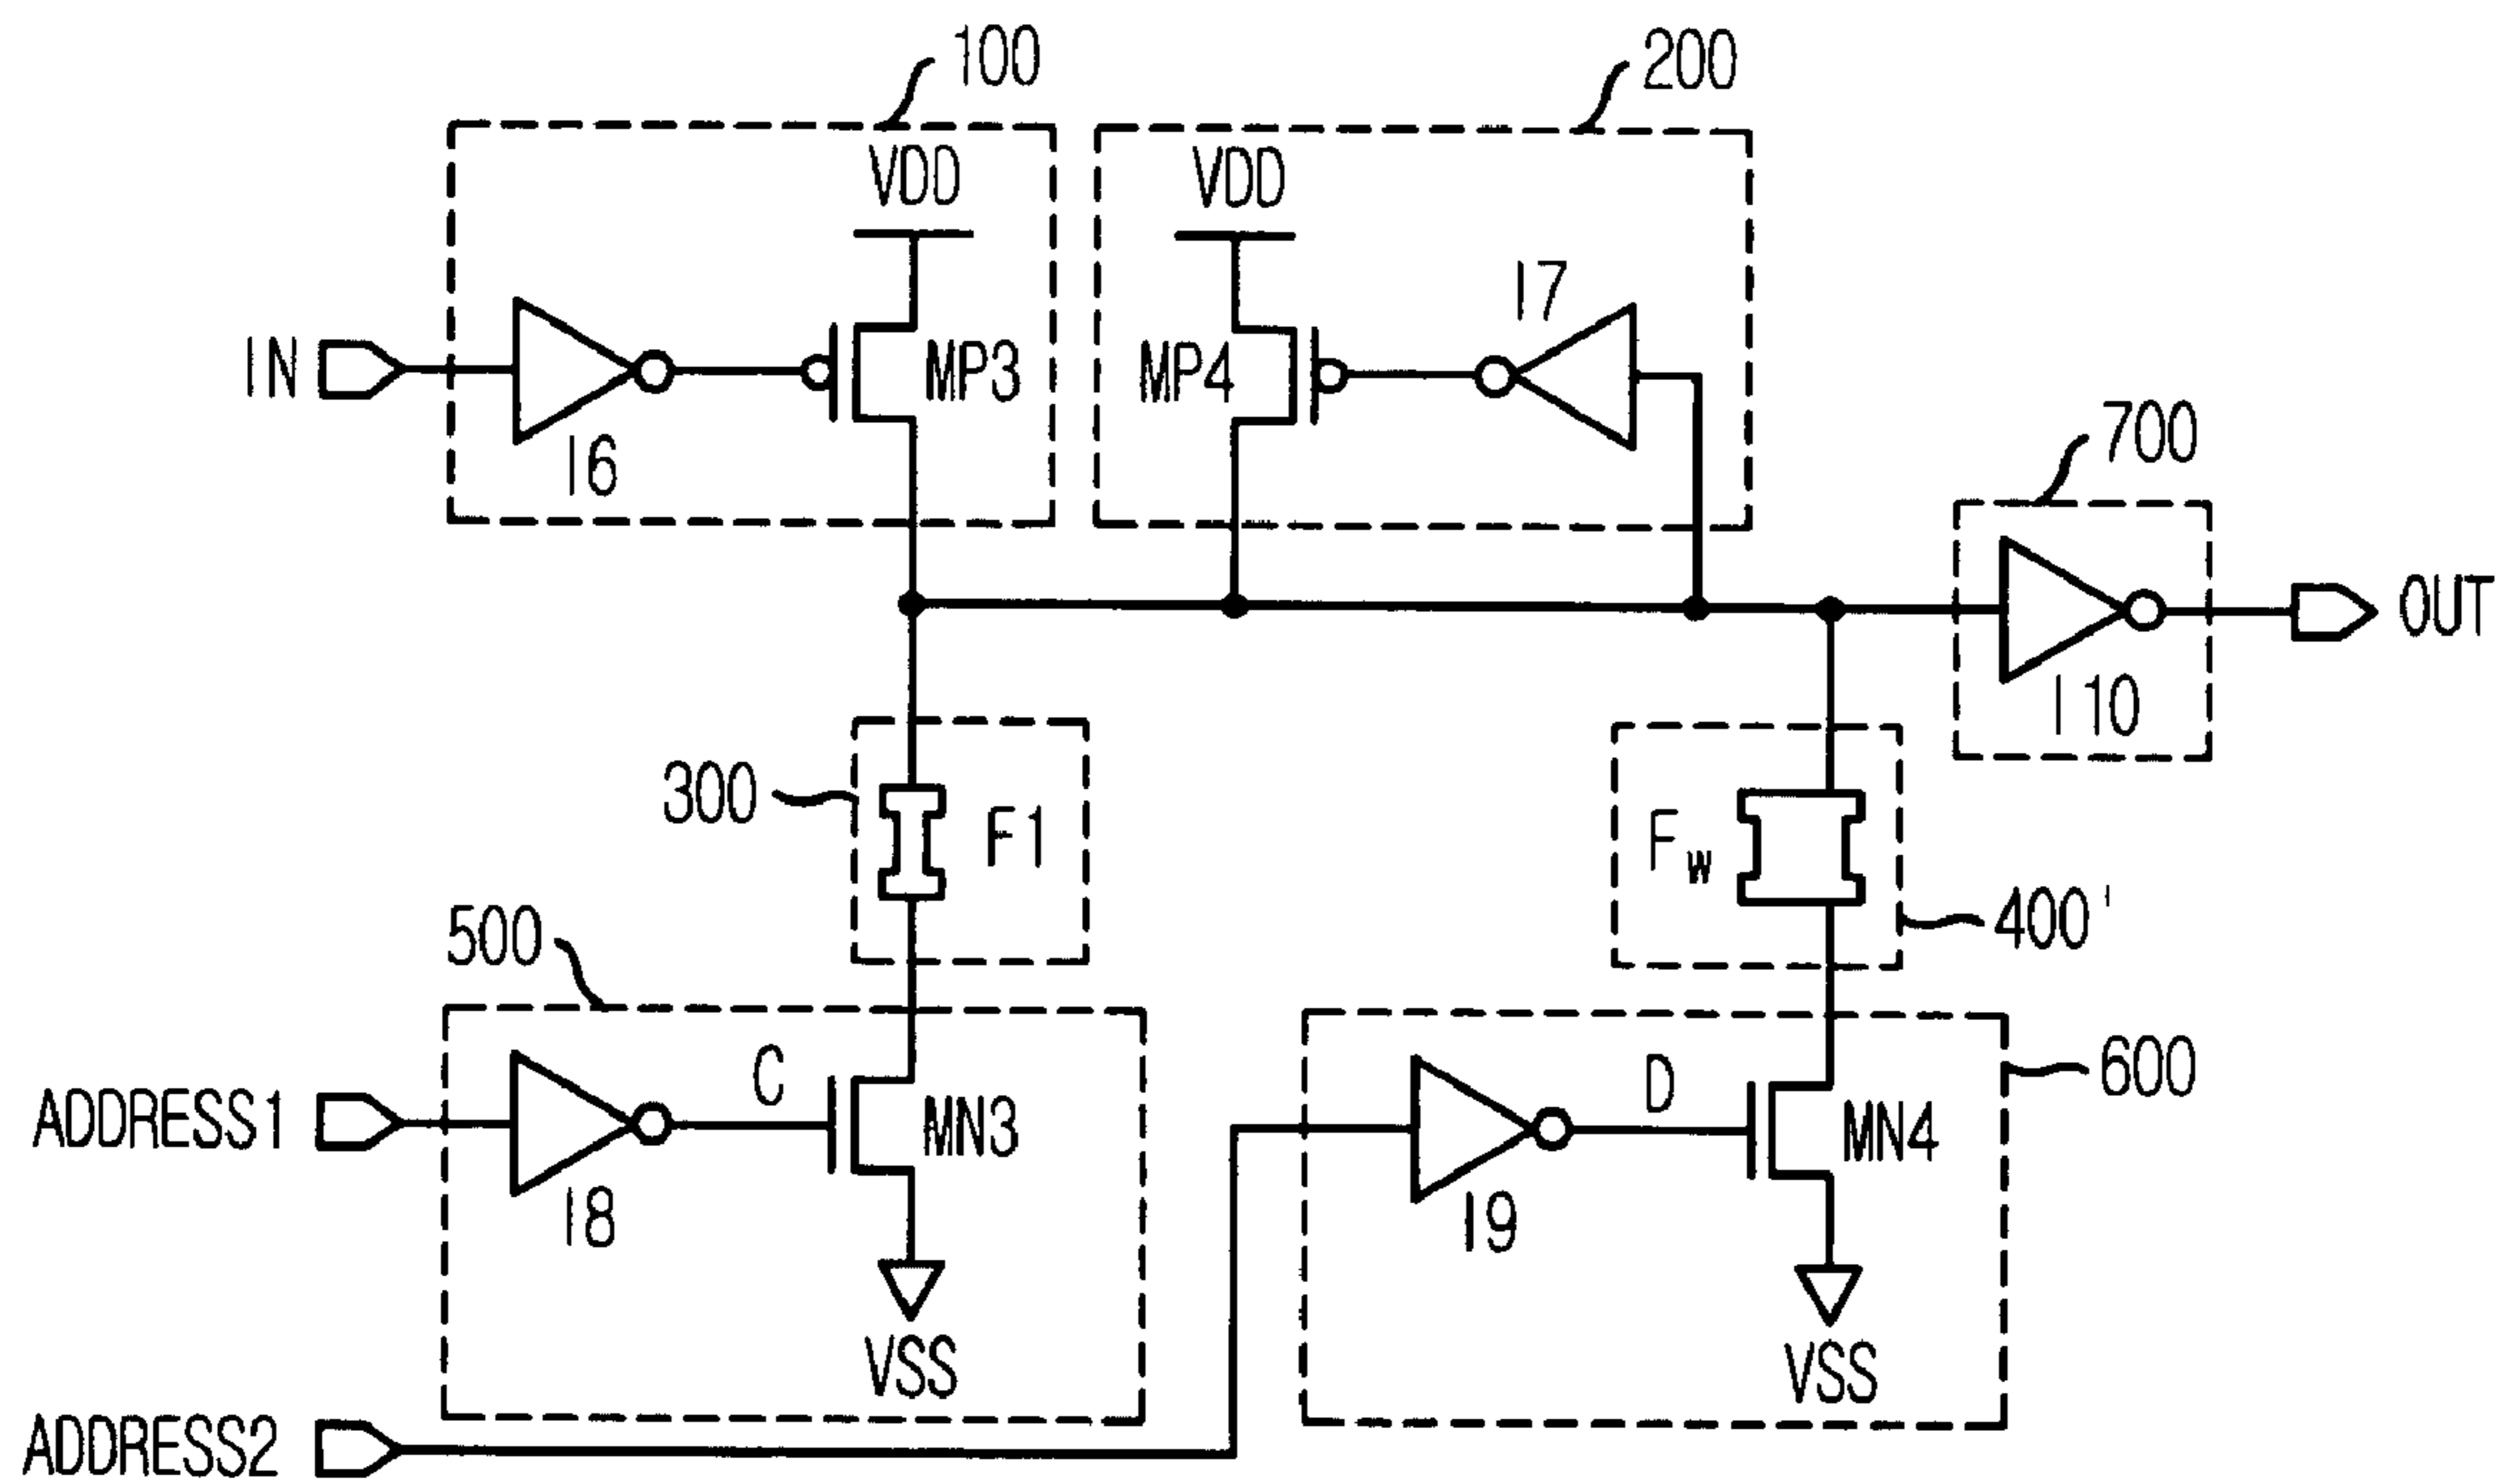 100
200
VDD
VDD
I7
IN
MP3
MP4
I6
700
OUT
I10
300
F1
Fw
400'
500
C
D
600
ADDRESS1
MN3
MN4
I8
I9
VSS
VSS
ADDRESS2